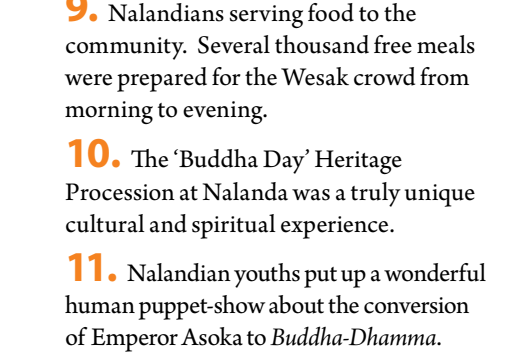 9. Nalandians serving food to the
community.  Several thousand free meals
were prepared for the Wesak crowd from
morning to evening.
10. The ‘Buddha Day’ Heritage
Procession at Nalanda was a truly unique
cultural and spiritual experience.
11. Nalandian youths put up a wonderful
human puppet-show about the conversion
of Emperor Asoka to Buddha-Dhamma.